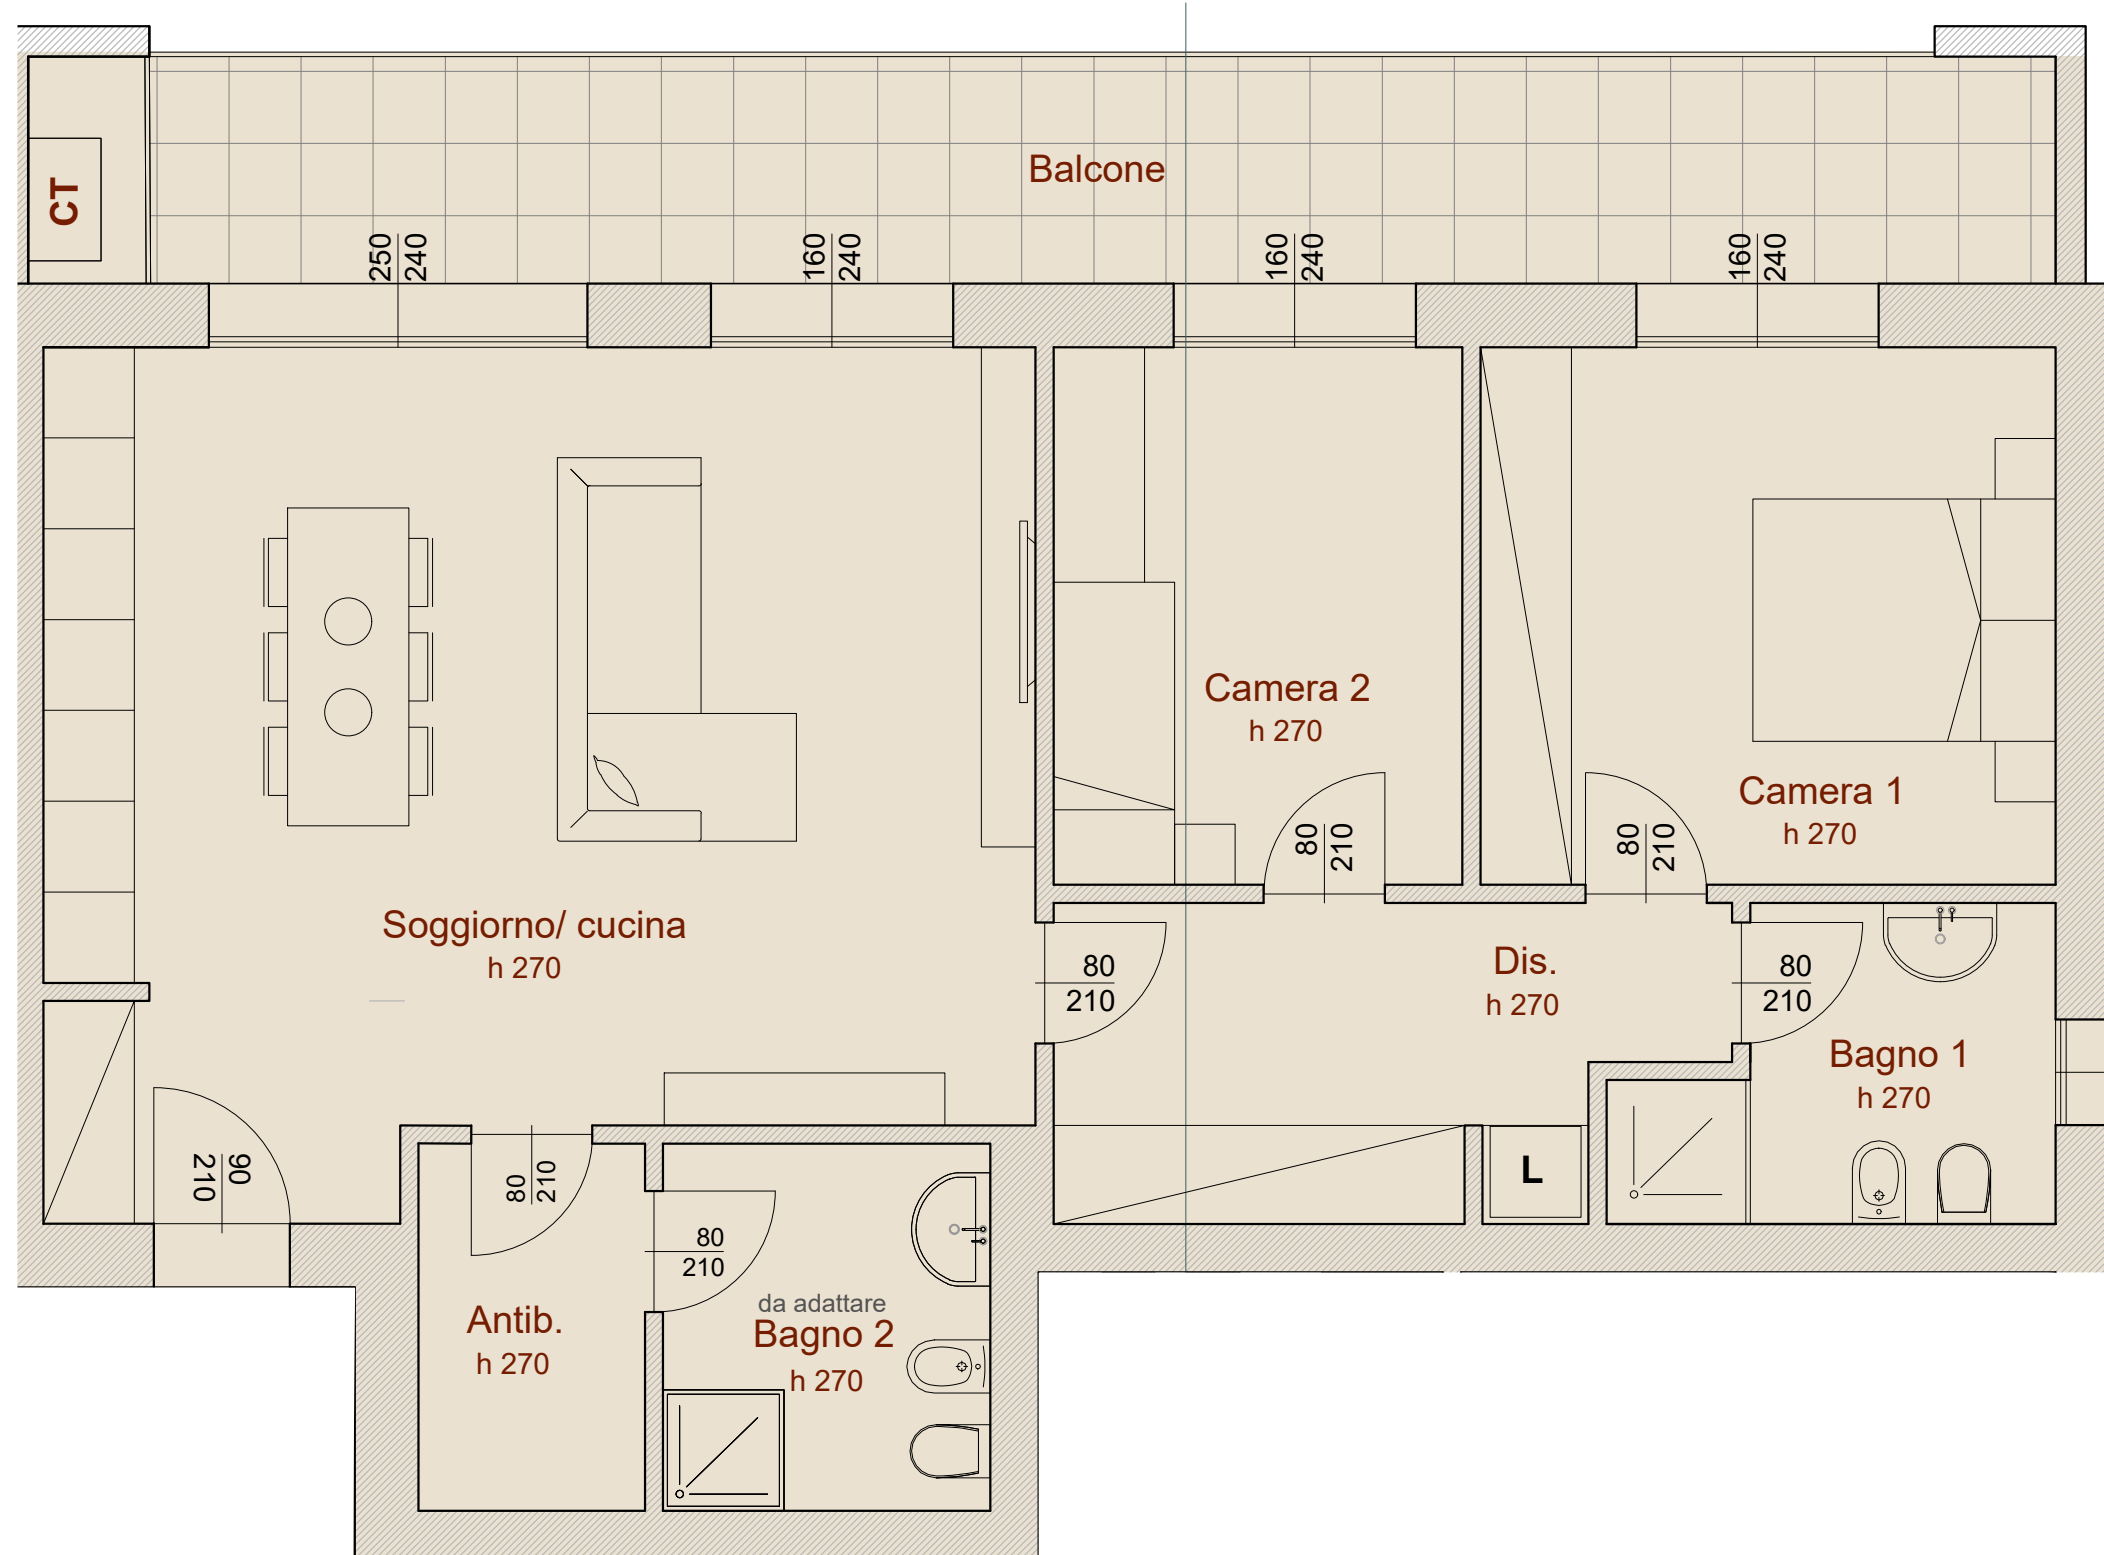 Balcone
CT
250
240
160
240
160
240
160
240
Camera 2
h 270
Camera 1
h 270
80
210
80
210
Soggiorno/ cucina
h 270
80
210
Dis.
h 270
80
210
Bagno 1
h 270
90
210
80
210
L
80
210
da adattare
Bagno 2
h 270
Antib.
h 270